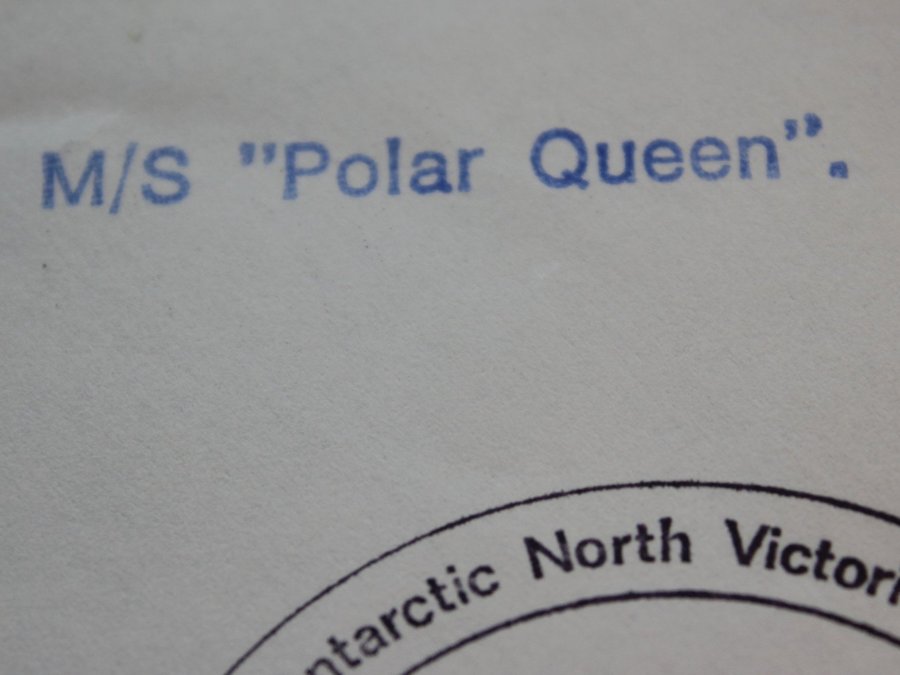 M/S "Polar Queen".
ntarctic North Victor